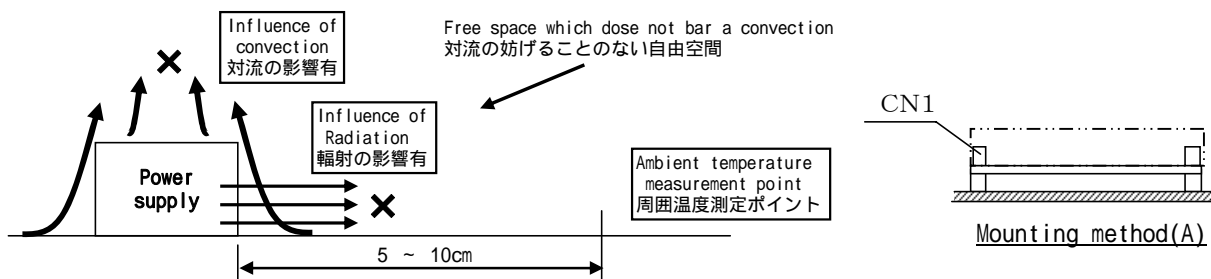 Influence of
convection
対流の影響有
Free space which dose not bar a convection
対流の妨げることのない自由空間
Influence of
Radiation
輻射の影響有
Power
supply
Ambient temperature
measurement point
周囲温度測定ポイント
5 ~ 10cm
CN1
Mounting method(A)